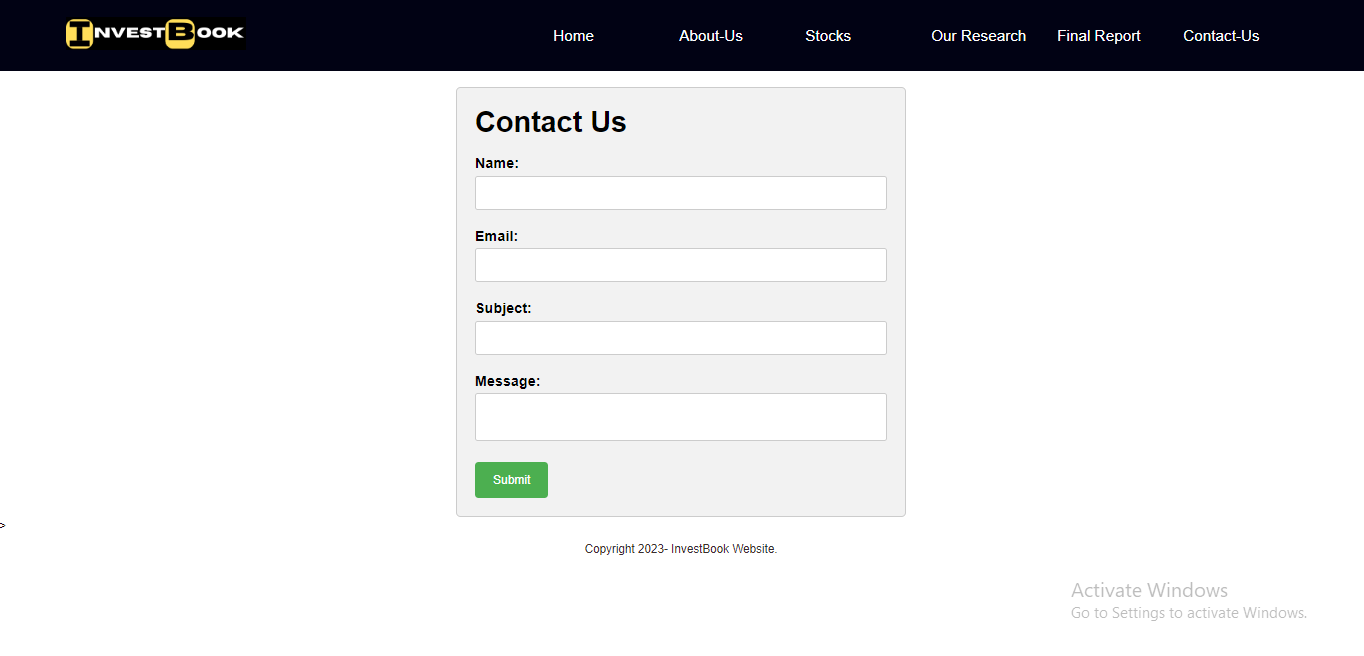 InvestBook
Home About-Us Stocks Our Research Final Report Contact-Us
Contact Us
Name:
Email:
Subject:
Message:
Submit
>
Copyright 2023- InvestBook Website.
Activate Windows
Go to Settings to activate Windows.